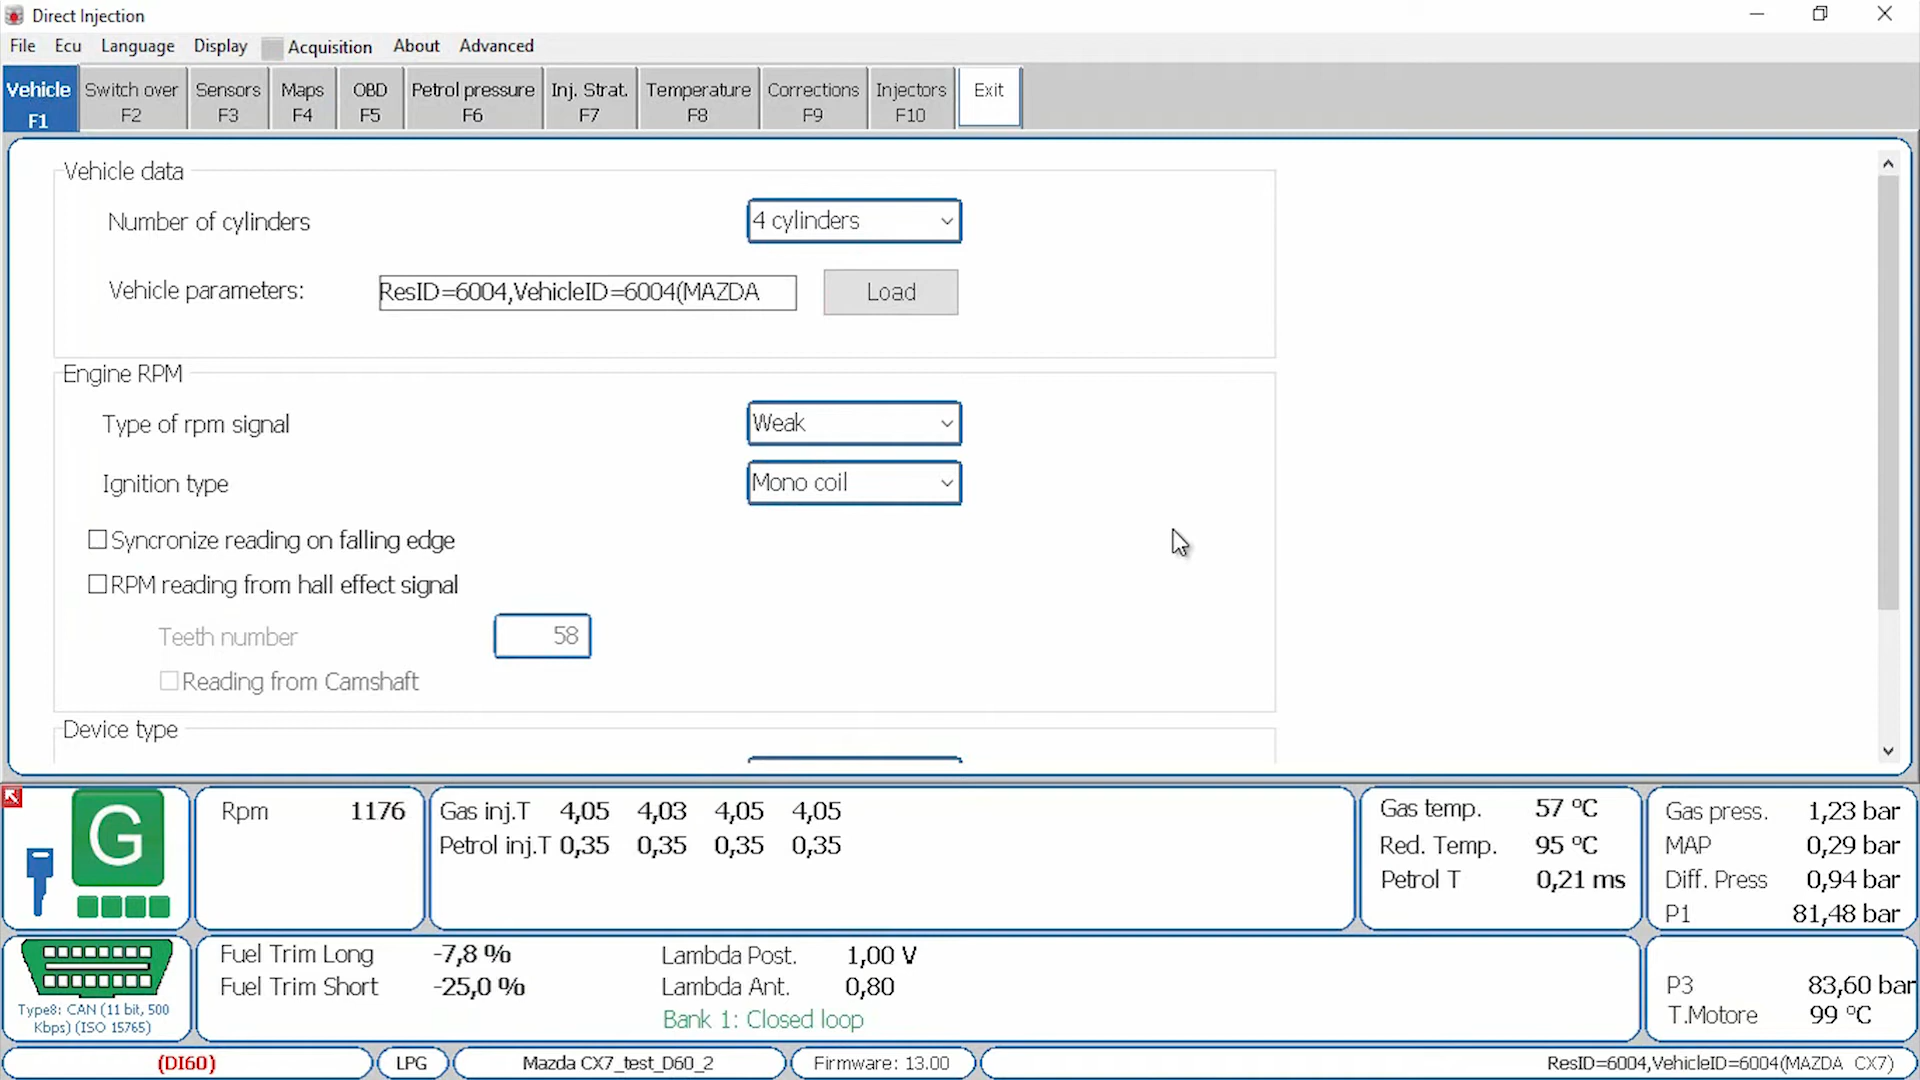 Direct Injection
File Ecu Language Display Acquisition About Advanced
Vehicle Switch over Sensors Maps OBD Petrol pressure Inj. Strat. Temperature Corrections Injectors Exit
F1 F2 F3 F4 F5 F6 F7 F8 F9 F10
Vehicle data
Number of cylinders 4 cylinders
Vehicle parameters: ResID=6004,VehicleID=6004(MAZDA Load
Engine RPM
Type of rpm signal Weak
Ignition type Mono coil
Syncronize reading on falling edge
RPM reading from hall effect signal
Teeth number 58
Reading from Camshaft
Device type
G
Rpm 1176
Gas inj.T 4,05 4,03 4,05 4,05
Petrol inj.T 0,35 0,35 0,35 0,35
Gas temp. 57 ºC
Red. Temp. 95 ºC
Petrol T 0,21 ms
Gas press. 1,23 bar
MAP 0,29 bar
Diff. Press 0,94 bar
P1 81,48 bar
Type8: CAN (11 bit, 500
Kbps) (ISO 15765)
Fuel Trim Long -7,8 %
Fuel Trim Short -25,0 %
Lambda Post. 1,00 V
Lambda Ant. 0,80
Bank 1: Closed loop
P3 83,60 bar
T.Motore 99 ºC
(DI60) LPG Mazda CX7_test_D60_2 Firmware: 13.00 ResID=6004,VehicleID=6004(MAZDA CX7)